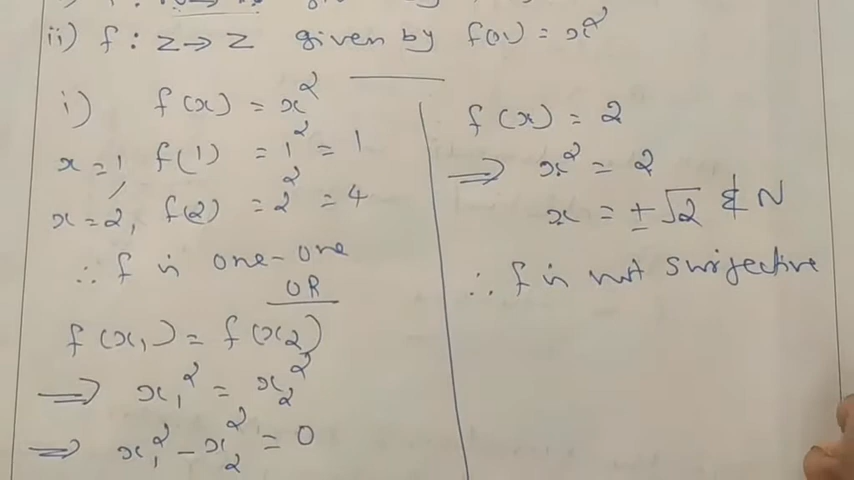 ii) f : Z → Z given by f(x) = x²
i) f(x) = x²
x = 1, f(1) = 1² = 1
x = 2, f(2) = 2² = 4
∴ f is one-one
OR
f(x₁) = f(x₂)
⟹ x₁² = x₂²
⟹ x₁² - x₂² = 0
f(x) = 2
⟹ x² = 2
x = ±√2 ∉ N
∴ f is not surjective